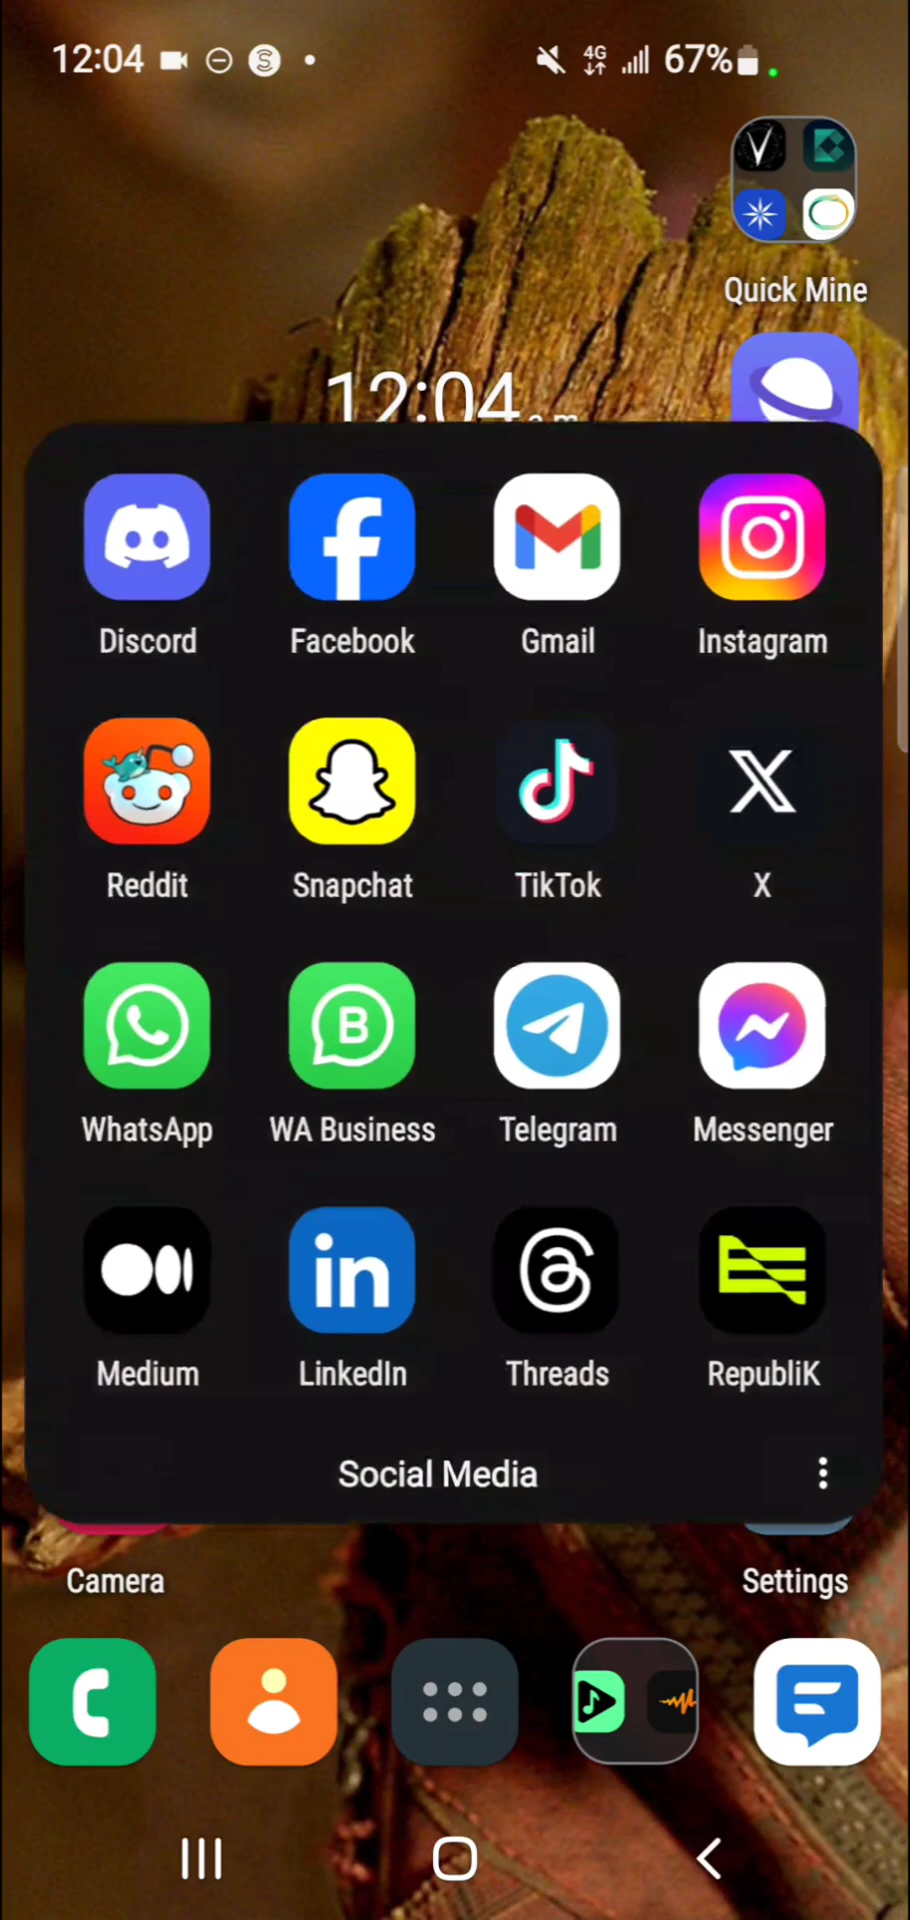 12:04 4G 67%
Quick Mine
12:04 a.m.
Discord Facebook Gmail Instagram
Reddit Snapchat TikTok X
WhatsApp WA Business Telegram Messenger
Medium LinkedIn Threads RepubliK
Social Media
Camera Settings